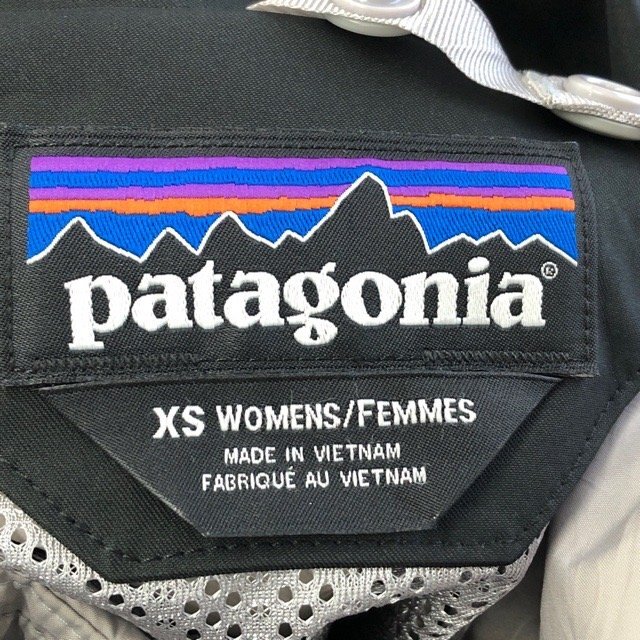 patagonia®
XS WOMENS/FEMMES
MADE IN VIETNAM
FABRIQUÉ AU VIETNAM